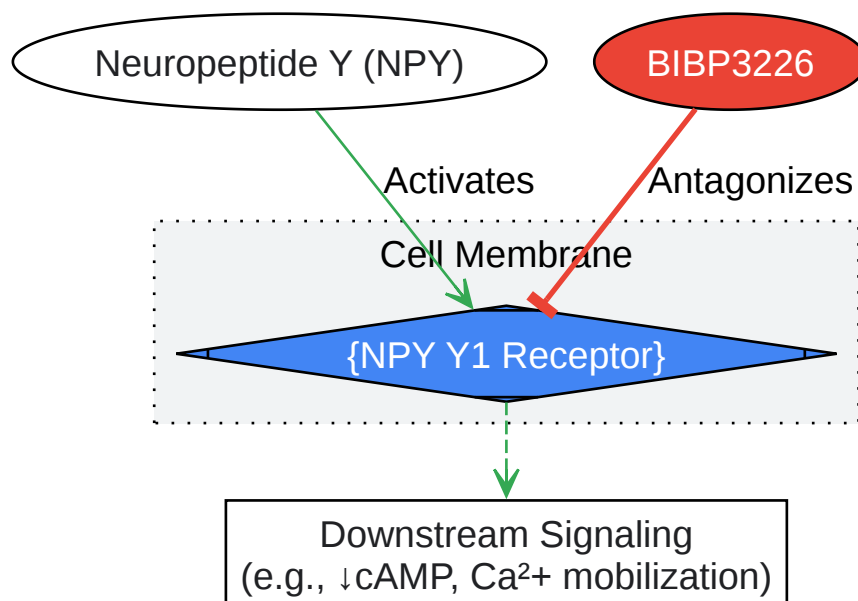 Neuropeptide Y (NPY)
BIBP3226
Activates
Antagonizes
Cell Membrane
{NPY Y1 Receptor}
Downstream Signaling
(e.g., ↓cAMP, Ca²+ mobilization)